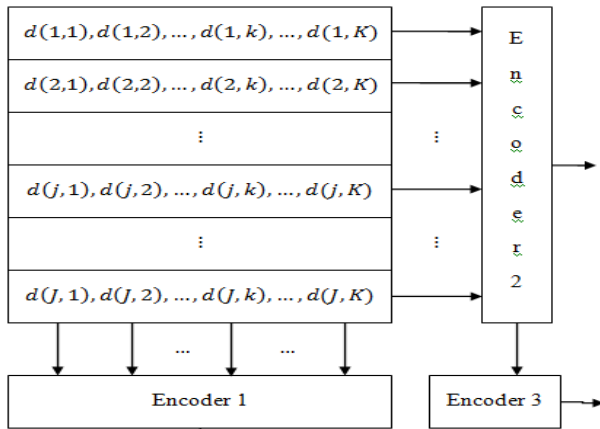 d(1,1), d(1,2), ..., d(1, k), ..., d(1, K)
d(2,1), d(2,2), ..., d(2, k), ..., d(2, K)
⋮ ⋮
d(j, 1), d(j, 2), ..., d(j, k), ..., d(j, K)
⋮ ⋮
d(J, 1), d(J, 2), ..., d(J, k), ..., d(J, K)
E
n
c
o
d
e
r
2
... ...
Encoder 1
Encoder 3